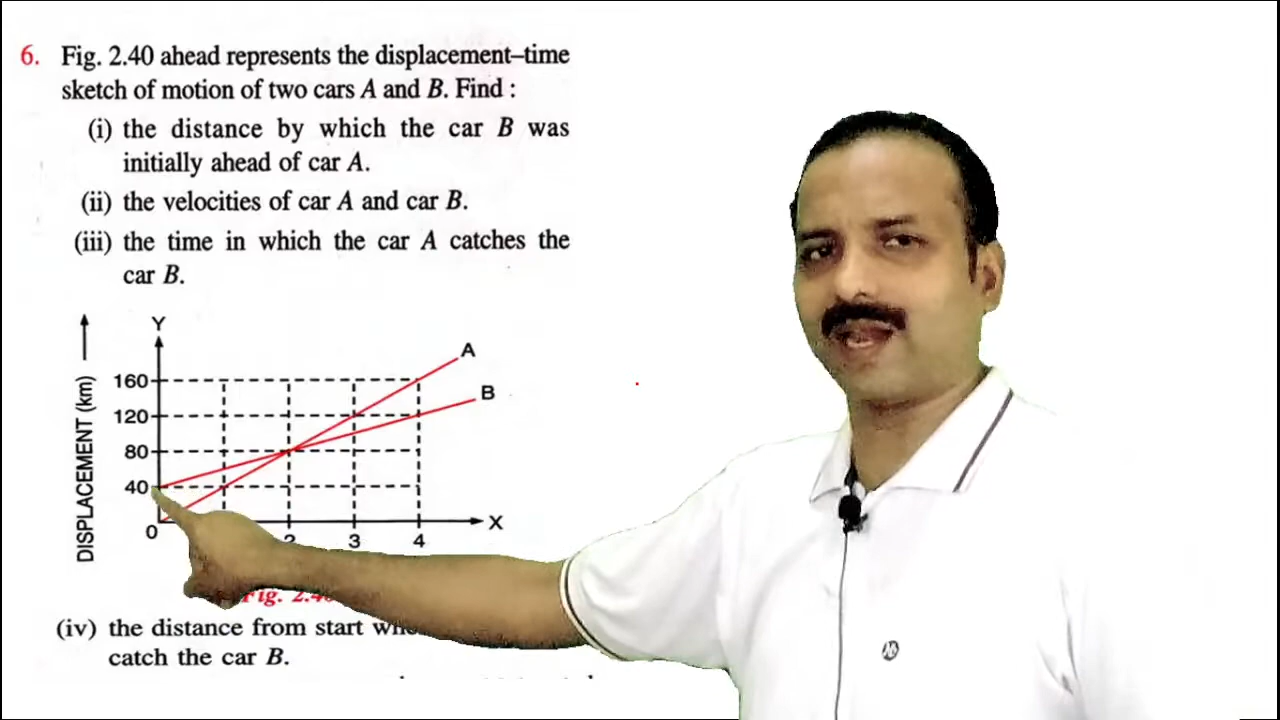 6. Fig. 2.40 ahead represents the displacement–time
sketch of motion of two cars A and B. Find :
(i) the distance by which the car B was
initially ahead of car A.
(ii) the velocities of car A and car B.
(iii) the time in which the car A catches the
car B.
DISPLACEMENT (km)
Y
A
B
160
120
80
40
0
2 3 4
X
Fig.
(iv) the distance from start
catch the car B.